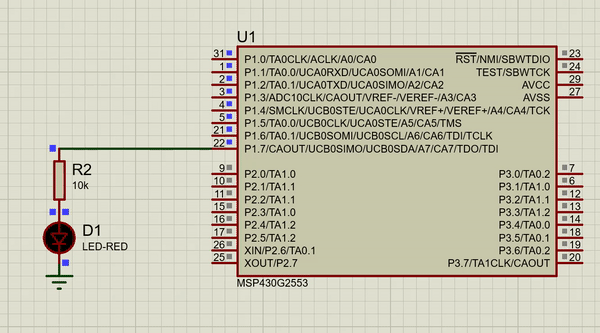 U1
31 P1.0/TA0CLK/ACLK/A0/CA0 RST/NMI/SBWTDIO 23
1 P1.1/TA0.0/UCA0RXD/UCA0SOMI/A1/CA1 TEST/SBWTCK 24
2 P1.2/TA0.1/UCA0TXD/UCA0SIMO/A2/CA2 AVCC 29
3 P1.3/ADC10CLK/CAOUT/VREF-/VEREF-/A3/CA3 AVSS 27
4 P1.4/SMCLK/UCB0STE/UCA0CLK/VREF+/VEREF+/A4/CA4/TCK
5 P1.5/TA0.0/UCB0CLK/UCA0STE/A5/CA5/TMS
21 P1.6/TA0.1/UCB0SOMI/UCB0SCL/A6/CA6/TDI/TCLK
22 P1.7/CAOUT/UCB0SIMO/UCB0SDA/A7/CA7/TDO/TDI
R2
10k
9 P2.0/TA1.0 P3.0/TA0.2 7
10 P2.1/TA1.1 P3.1/TA1.0 6
11 P2.2/TA1.1 P3.2/TA1.1 12
15 P2.3/TA1.0 P3.3/TA1.2 13
16 P2.4/TA1.2 P3.4/TA0.0 14
17 P2.5/TA1.2 P3.5/TA0.1 18
26 XIN/P2.6/TA0.1 P3.6/TA0.2 19
25 XOUT/P2.7 P3.7/TA1CLK/CAOUT 20
D1
LED-RED
MSP430G2553